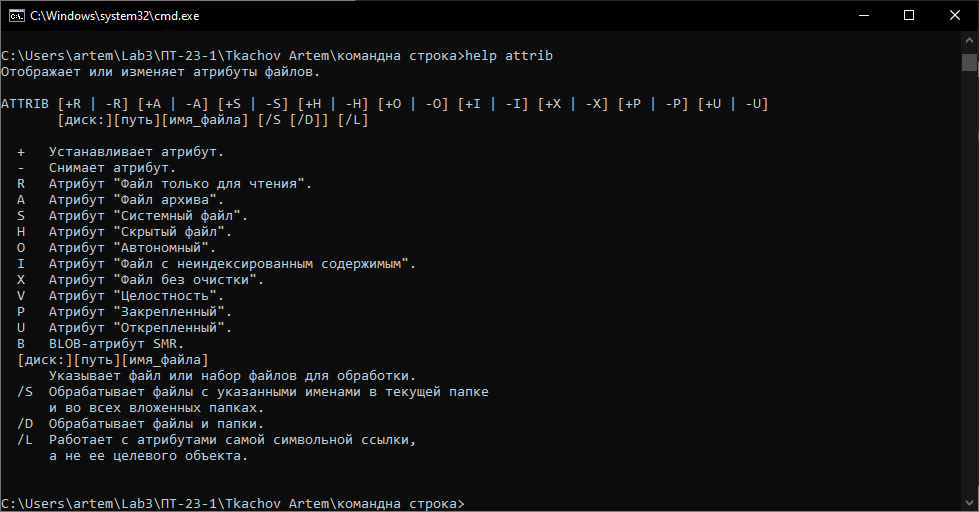 C:\Windows\system32\cmd.exe
C:\Users\artem\Lab3\ПТ-23-1\Tkachov Artem\командна строка>help attrib
Отображает или изменяет атрибуты файлов.
ATTRIB [+R | -R] [+A | -A] [+S | -S] [+H | -H] [+O | -O] [+I | -I] [+X | -X] [+P | -P] [+U | -U]
[диск:][путь][имя_файла] [/S [/D]] [/L]
+ Устанавливает атрибут.
- Снимает атрибут.
R Атрибут "Файл только для чтения".
A Атрибут "Файл архива".
S Атрибут "Системный файл".
H Атрибут "Скрытый файл".
O Атрибут "Автономный".
I Атрибут "Файл с неиндексированным содержимым".
X Атрибут "Файл без очистки".
V Атрибут "Целостность".
P Атрибут "Закрепленный".
U Атрибут "Открепленный".
B BLOB-атрибут SMR.
[диск:][путь][имя_файла]
Указывает файл или набор файлов для обработки.
/S Обрабатывает файлы с указанными именами в текущей папке
и во всех вложенных папках.
/D Обрабатывает файлы и папки.
/L Работает с атрибутами самой символьной ссылки,
а не ее целевого объекта.
C:\Users\artem\Lab3\ПТ-23-1\Tkachov Artem\командна строка>